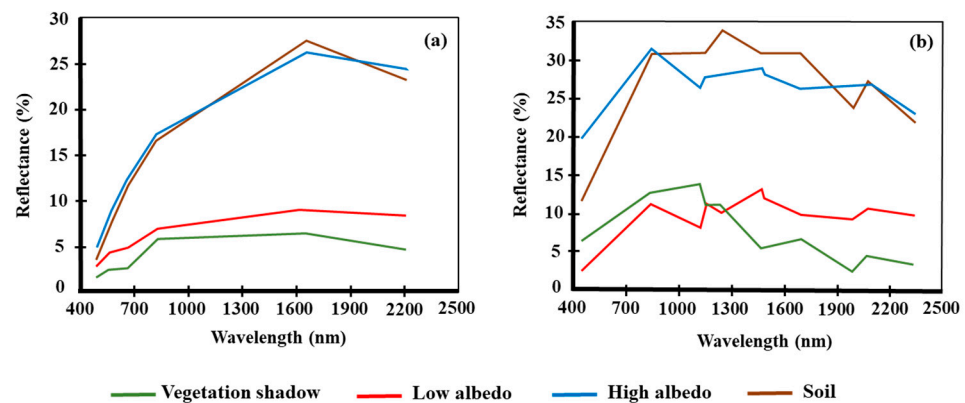 (a)
Reflectance (%)
30
25
20
15
10
5
0
400 700 1000 1300 1600 1900 2200 2500
Wavelength (nm)
(b)
Reflectance (%)
35
30
25
20
15
10
5
0
400 700 1000 1300 1600 1900 2200 2500
Wavelength (nm)
Vegetation shadow Low albedo High albedo Soil